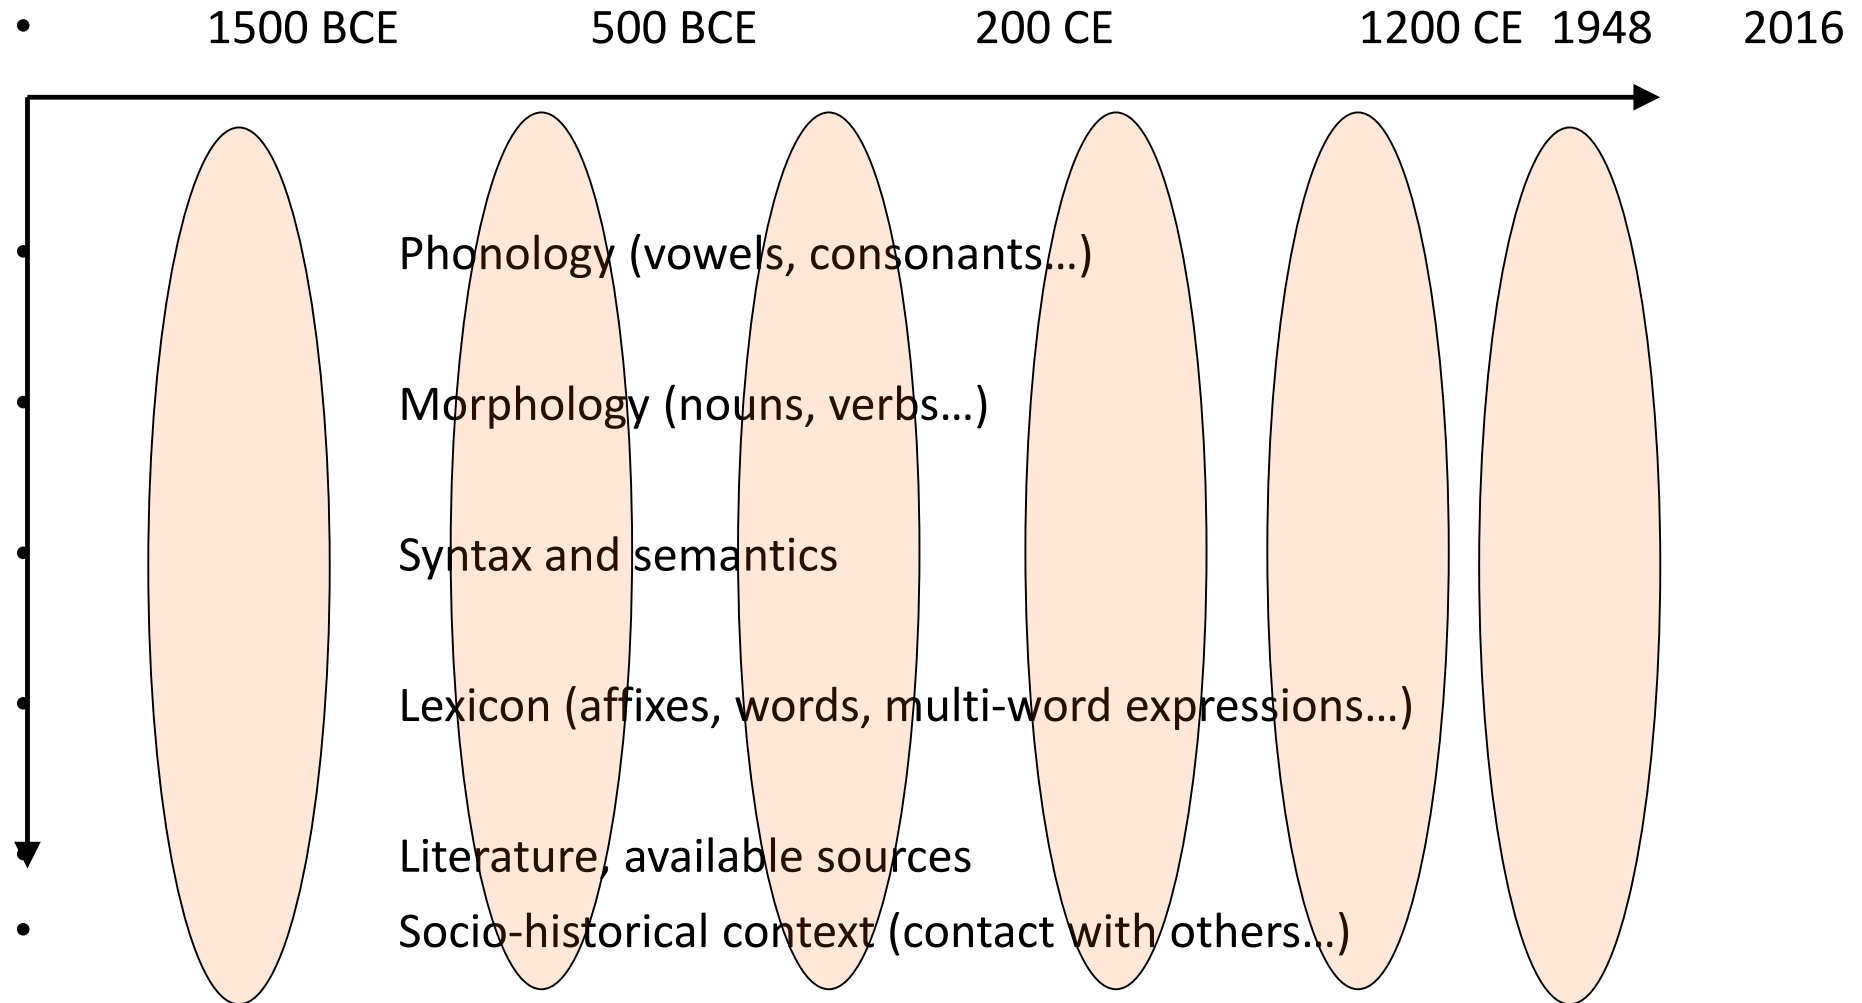 • 1500 BCE 500 BCE 200 CE 1200 CE 1948 2016
• Phonology (vowels, consonants…)
• Morphology (nouns, verbs…)
• Syntax and semantics
• Lexicon (affixes, words, multi-word expressions…)
• Literature, available sources
• Socio-historical context (contact with others…)